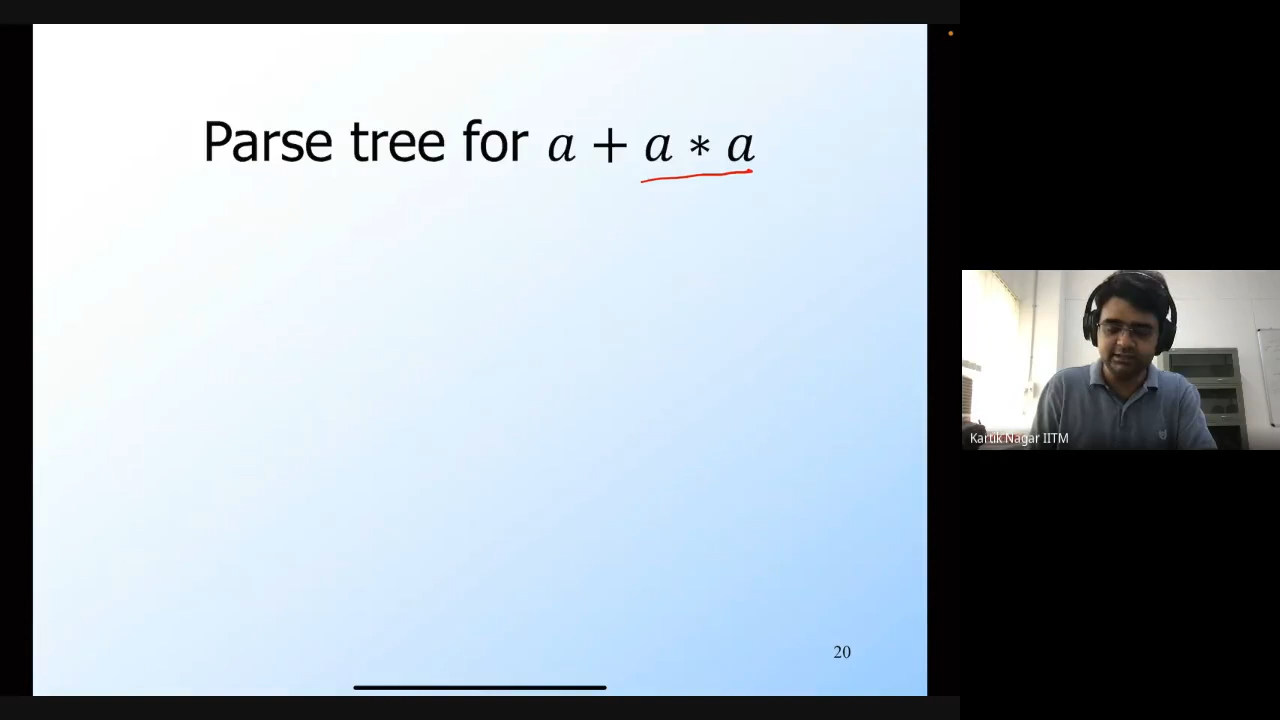 Parse tree for a + a ∗ a
Kartik Nagar IITM
20